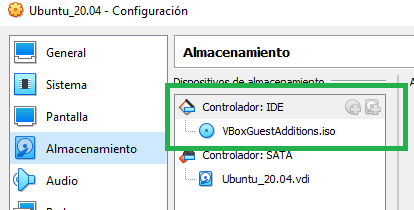 Ubuntu_20.04 - Configuración
General
Sistema
Pantalla
Almacenamiento
Audio
Almacenamiento
Dispositivos de almacenamiento
Controlador: IDE
VBoxGuestAdditions.iso
Controlador: SATA
Ubuntu_20.04.vdi